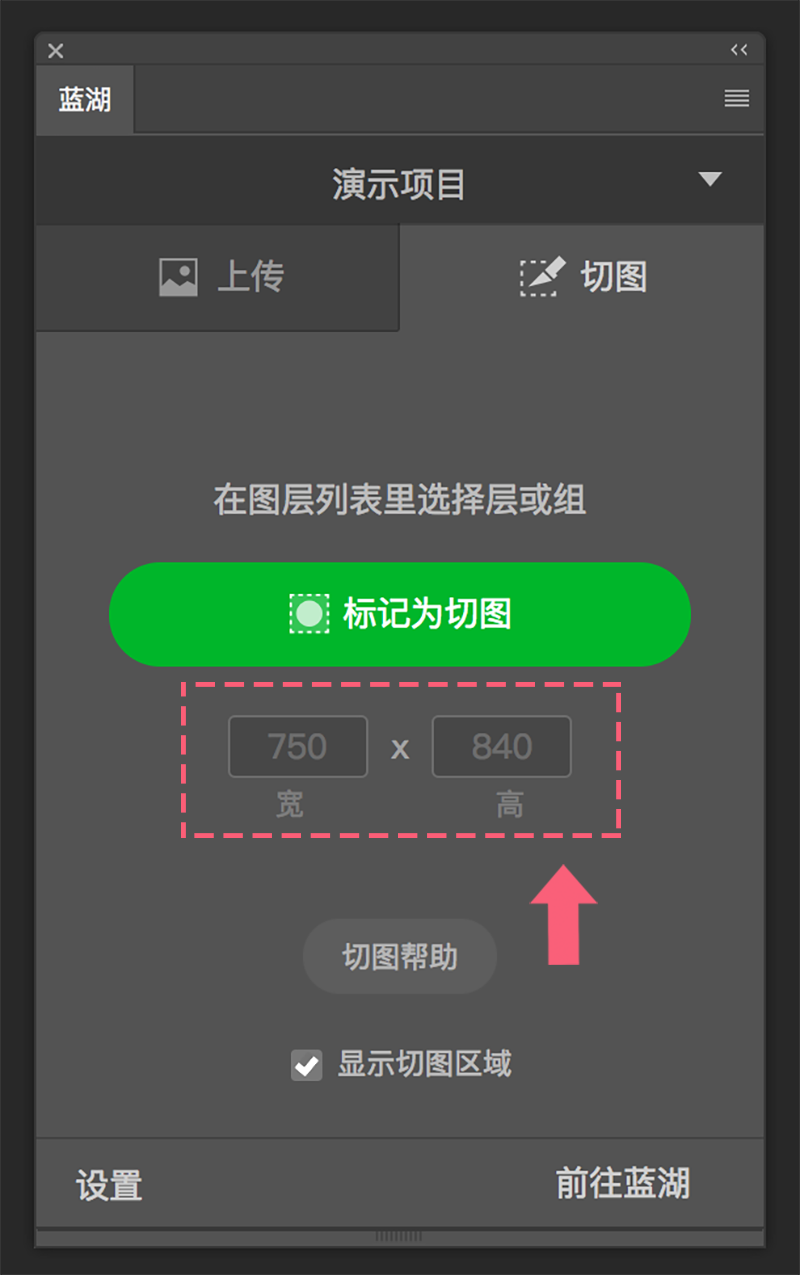 蓝湖
演示项目
上传
切图
在图层列表里选择层或组
标记为切图
750 x 840
宽 高
切图帮助
显示切图区域
设置 前往蓝湖